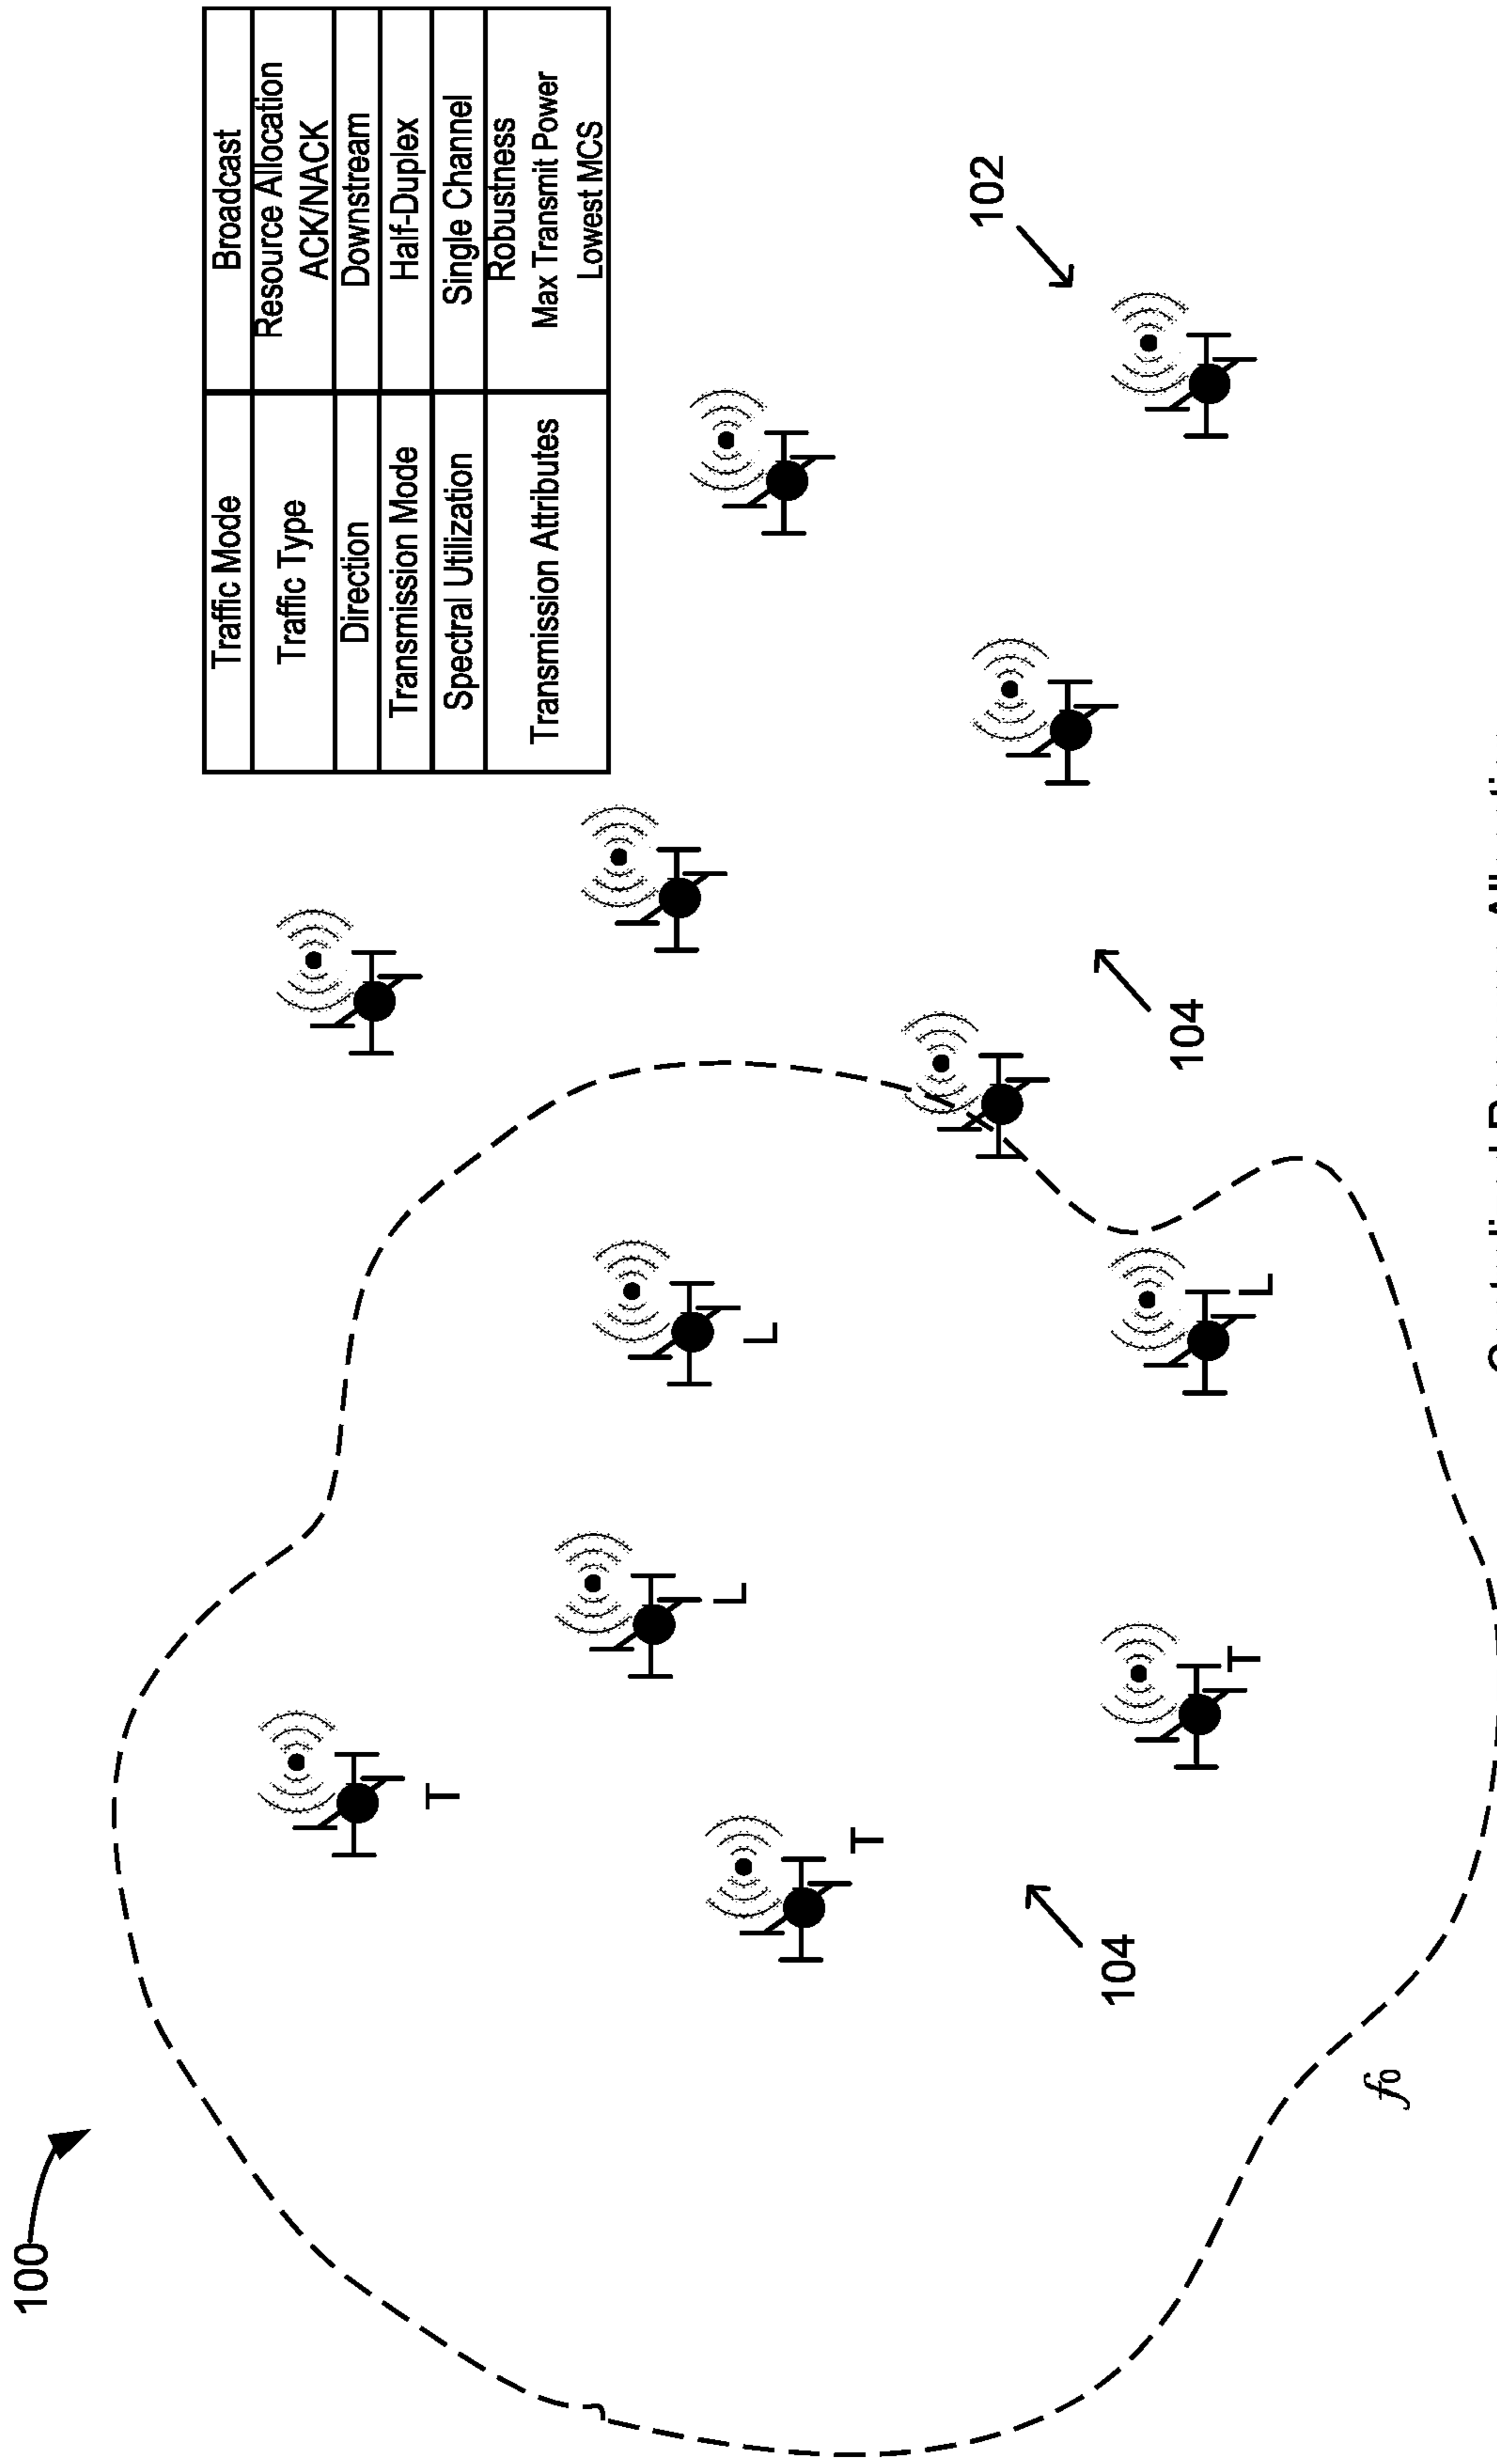 100
Traffic Mode Broadcast
Traffic Type Resource Allocation
ACK/NACK
Direction Downstream
Transmission Mode Half-Duplex
Spectral Utilization Single Channel
Transmission Attributes Robustness
Max Transmit Power
Lowest MCS
T
L
L
T
102
104
104
T
L
f0